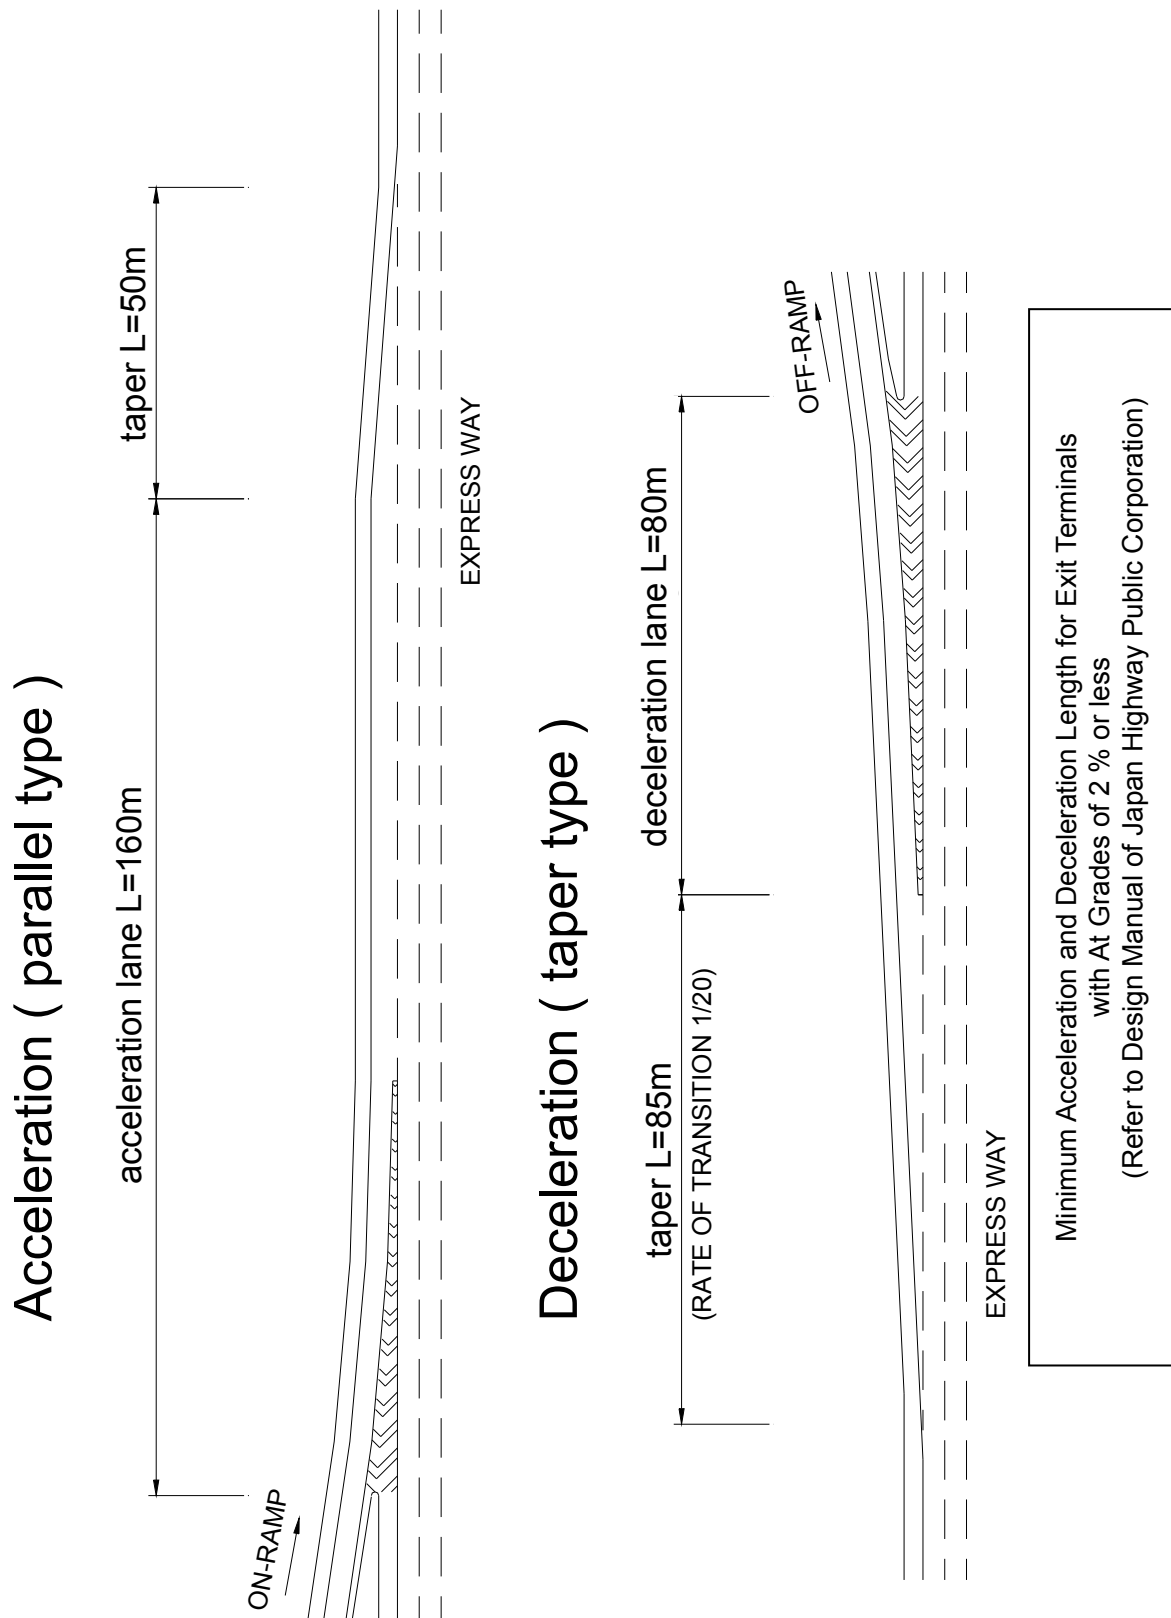 Acceleration ( parallel type )
acceleration lane L=160m
taper L=50m
ON-RAMP
EXPRESS WAY
Deceleration ( taper type )
taper L=85m
(RATE OF TRANSITION 1/20)
deceleration lane L=80m
OFF-RAMP
EXPRESS WAY
Minimum Acceleration and Deceleration Length for Exit Terminals
with At Grades of 2 % or less
(Refer to Design Manual of Japan Highway Public Corporation)